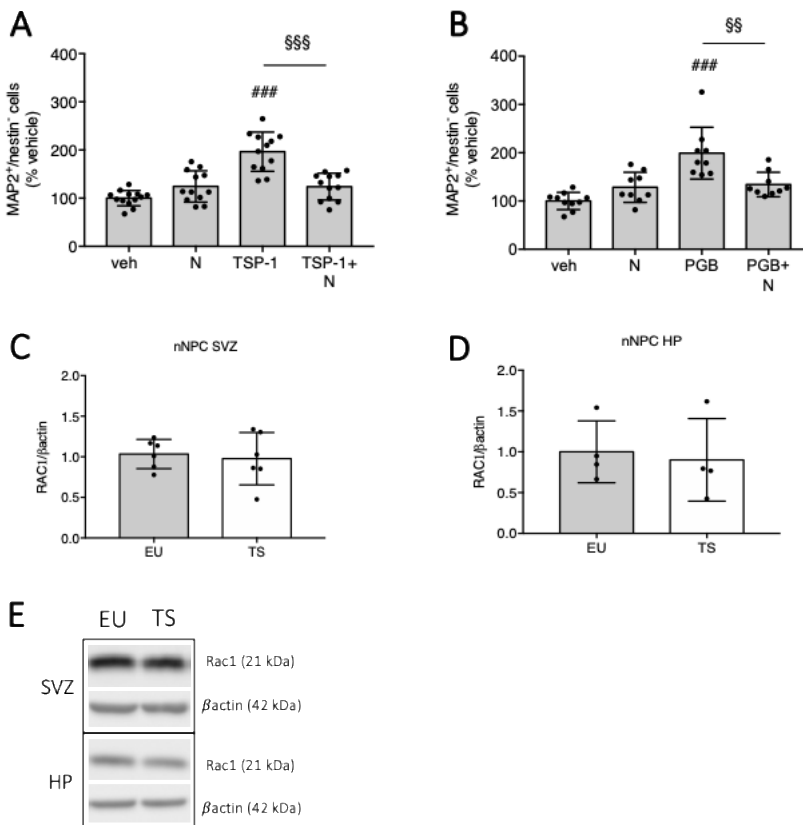 A
§§§
###
MAP2⁺/nestin⁻ cells
(% vehicle)
400
300
200
100
0
veh
N
TSP-1
TSP-1+
N
B
§§
###
MAP2⁺/nestin⁻ cells
(% vehicle)
400
300
200
100
0
veh
N
PGB
PGB+
N
C
nNPC SVZ
RAC1/βactin
2.0
1.5
1.0
0.5
0.0
EU
TS
D
nNPC HP
RAC1/βactin
2.0
1.5
1.0
0.5
0.0
EU
TS
E
EU TS
SVZ
Rac1 (21 kDa)
βactin (42 kDa)
HP
Rac1 (21 kDa)
βactin (42 kDa)